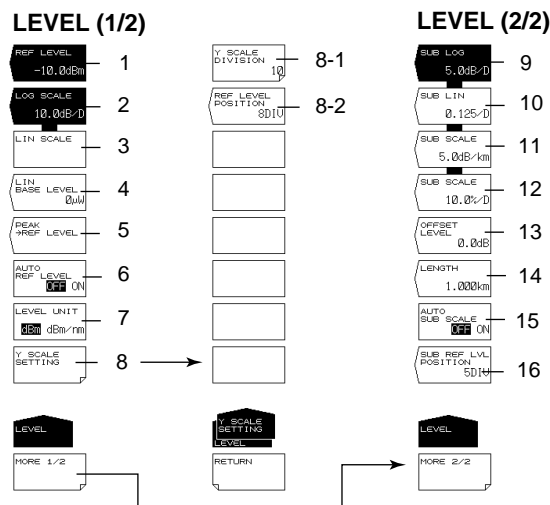 LEVEL (1/2)
REF LEVEL
-10.0dBm
1
LOG SCALE
10.0dB/D
2
LIN SCALE
3
LIN
BASE LEVEL
0µW
4
PEAK
→REF LEVEL
5
AUTO
REF LEVEL
OFF ON
6
LEVEL UNIT
dBm dBm/nm
7
Y SCALE
SETTING
8
LEVEL
MORE 1/2
Y SCALE
DIVISION
10
8-1
REF LEVEL
POSITION
8DIV
8-2
Y SCALE
SETTING
LEVEL
RETURN
LEVEL (2/2)
SUB LOG
5.0dB/D
9
SUB LIN
0.125/D
10
SUB SCALE
5.0dB/km
11
SUB SCALE
10.0%/D
12
OFFSET
LEVEL
0.0dB
13
LENGTH
1.000km
14
AUTO
SUB SCALE
OFF ON
15
SUB REF LVL
POSITION
5DIV
16
LEVEL
MORE 2/2